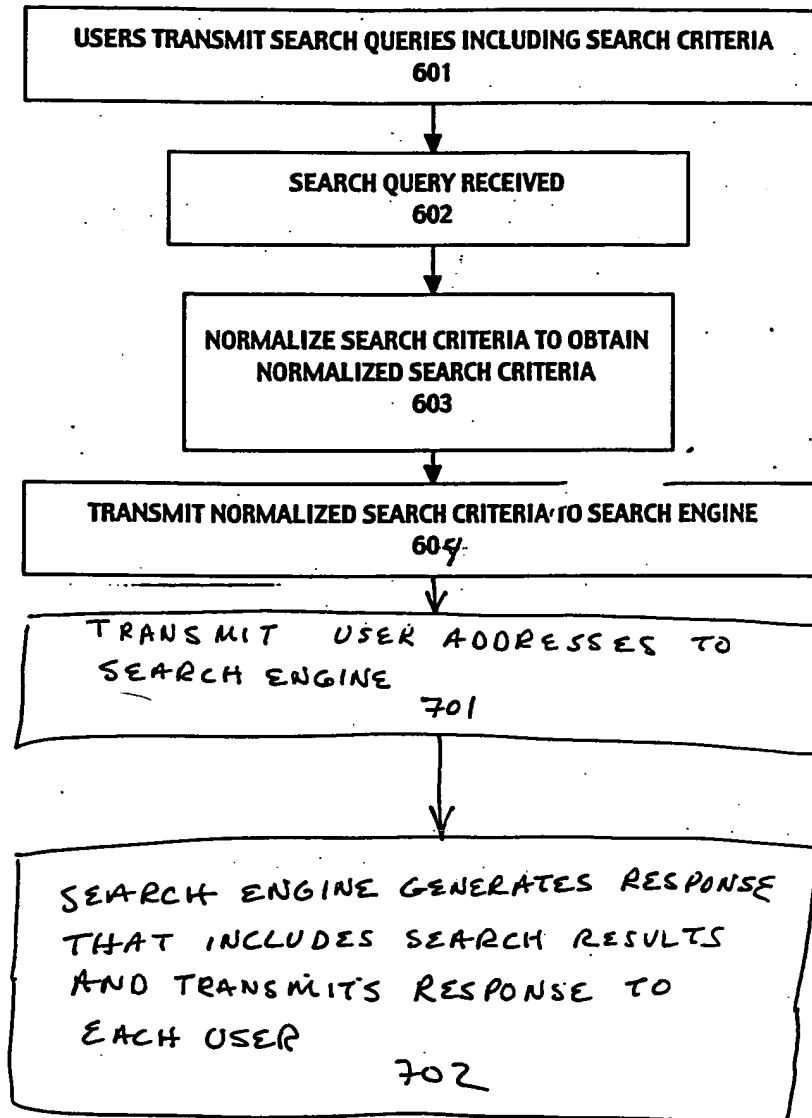 USERS TRANSMIT SEARCH QUERIES INCLUDING SEARCH CRITERIA
601
SEARCH QUERY RECEIVED
602
NORMALIZE SEARCH CRITERIA TO OBTAIN
NORMALIZED SEARCH CRITERIA
603
TRANSMIT NORMALIZED SEARCH CRITERIA TO SEARCH ENGINE
604
TRANSMIT USER ADDRESSES TO
SEARCH ENGINE
701
SEARCH ENGINE GENERATES RESPONSE
THAT INCLUDES SEARCH RESULTS
AND TRANSMITS RESPONSE TO
EACH USER
702